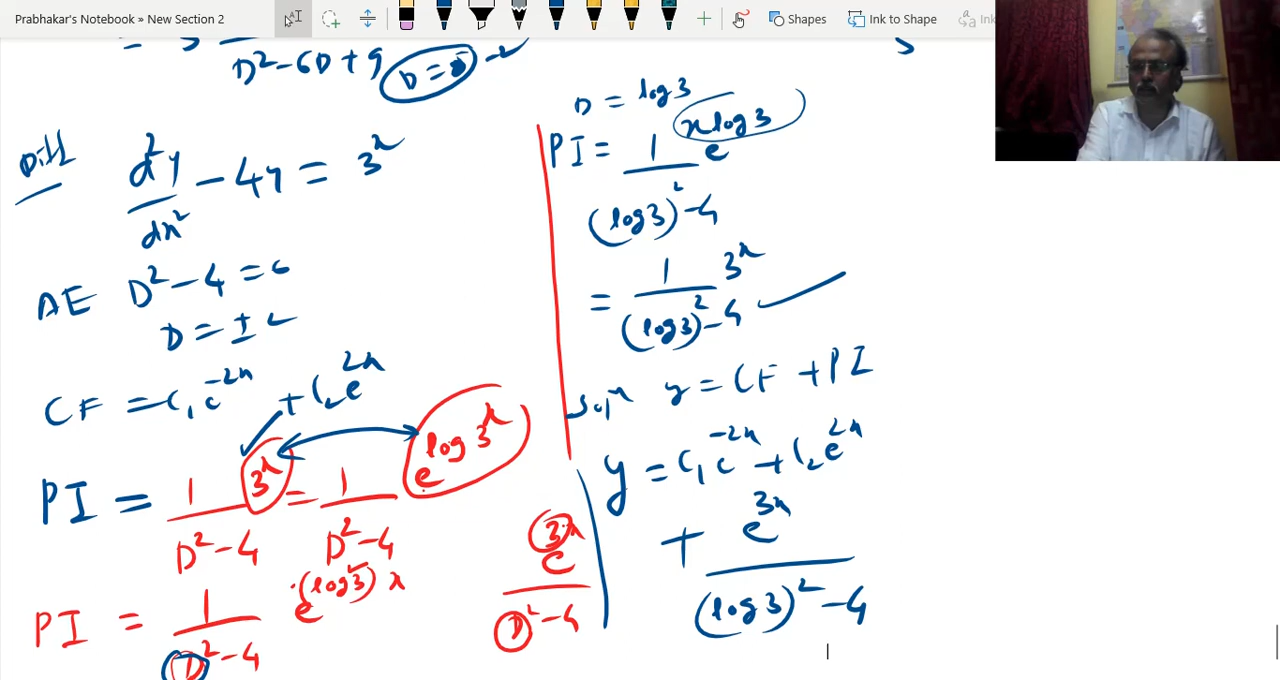 Prabhakar's Notebook » New Section 2
Shapes
Ink to Shape
Ink
D² - 6D + 9 D =
Diff d²y/dx² - 4y = 3^x
AE D² - 4 = 0
D = ± 2
CF = C₁e^-2x + C₂e^2x
PI = 1/(D² - 4) 3^x = 1/(D² - 4) e^log 3^x
PI = 1/(D² - 4) e^(log 3) x
e^3x/(D² - 4)
D = log 3
PI = 1/((log 3)² - 4) e^x log 3
= 1/((log 3)² - 4) 3^x
Soln y = CF + PI
y = C₁e^-2x + C₂e^2x
+ e^3x/((log 3)² - 4)